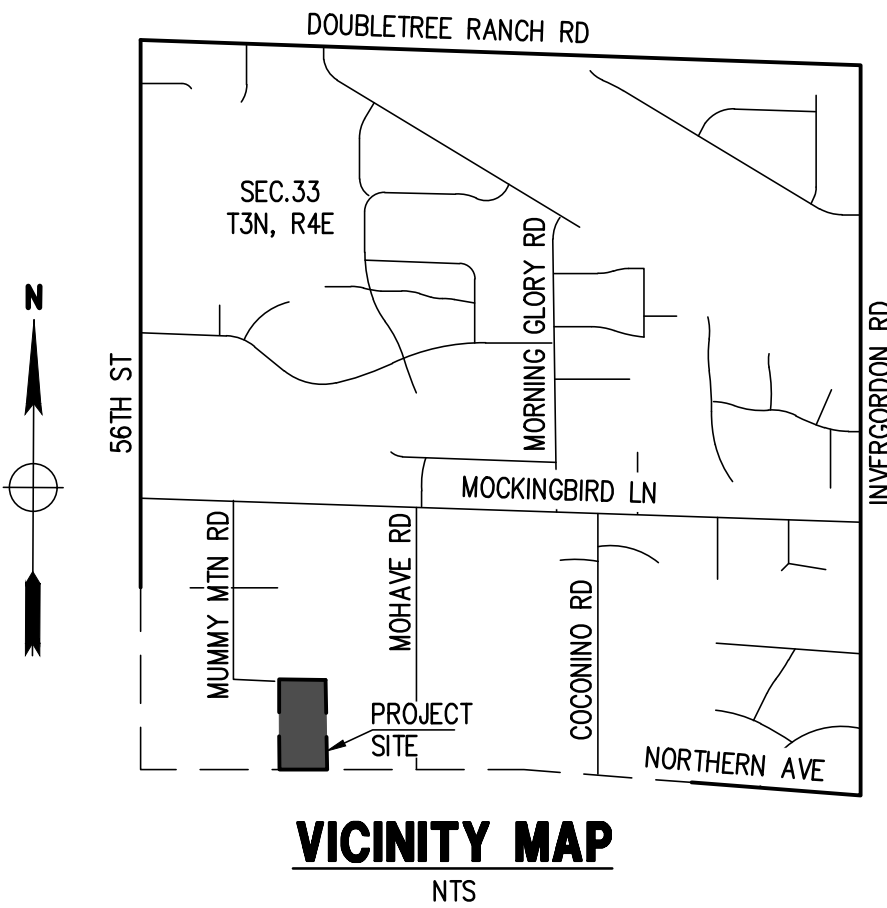 DOUBLETREE RANCH RD
SEC.33
T3N, R4E
N
56TH ST
MORNING GLORY RD
INVERGORDON RD
MOCKINGBIRD LN
MUMMY MTN RD
MOHAVE RD
COCONINO RD
PROJECT
SITE
NORTHERN AVE
VICINITY MAP
NTS